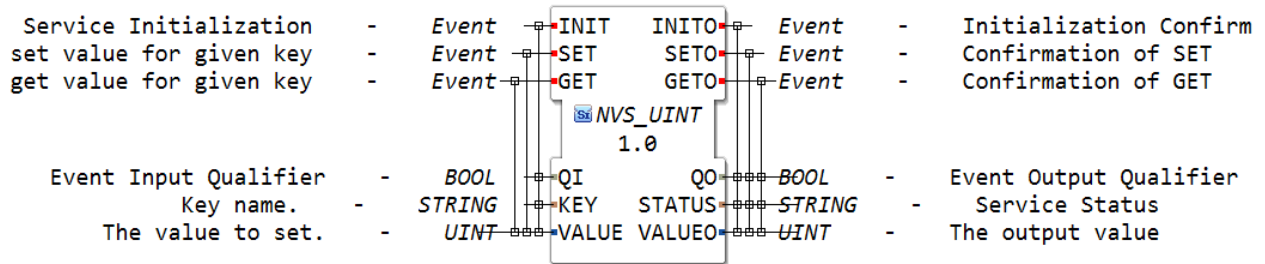 Service Initialization - Event INIT INITO Event - Initialization Confirm
set value for given key - Event SET SETO Event - Confirmation of SET
get value for given key - Event GET GETO Event - Confirmation of GET
SI NVS_UINT
1.0
Event Input Qualifier - BOOL QI QO BOOL - Event Output Qualifier
Key name. - STRING KEY STATUS STRING - Service Status
The value to set. - UINT VALUE VALUEO UINT - The output value